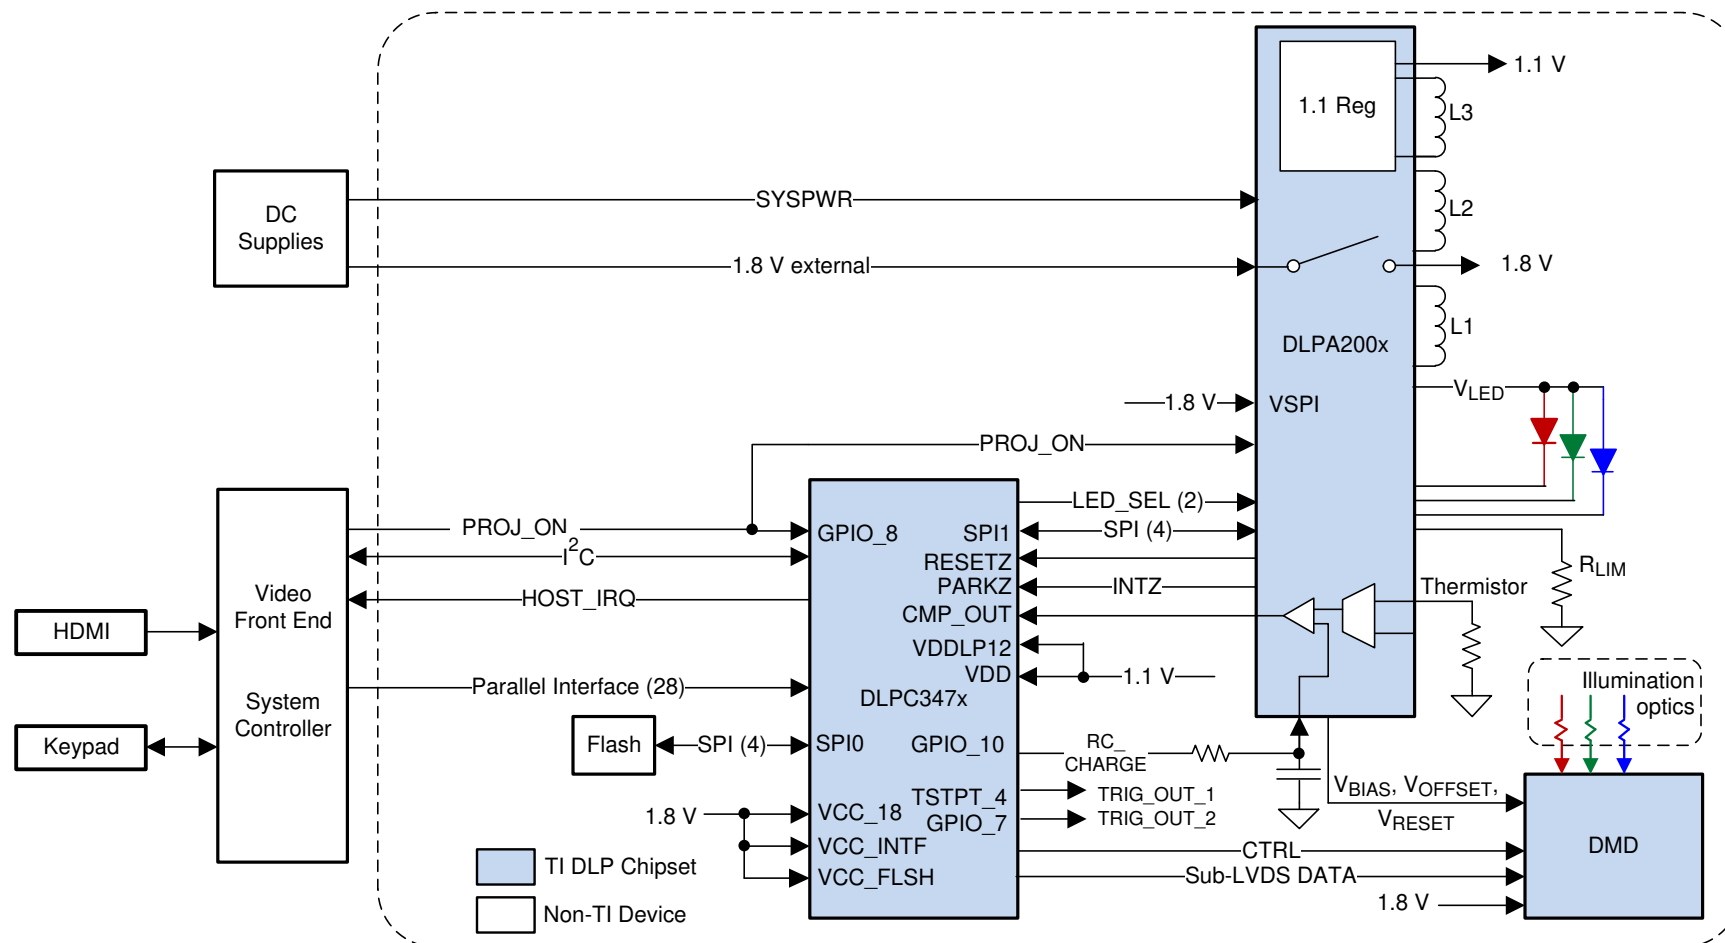 1.1 V
1.1 Reg
L3
DC
Supplies
SYSPWR
L2
1.8 V external
1.8 V
L1
DLPA200x
VLED
1.8 V
VSPI
PROJ_ON
LED_SEL (2)
PROJ_ON
GPIO_8
SPI1
SPI (4)
I2C
RESETZ
RLIM
PARKZ
INTZ
Thermistor
Video
Front End
HOST_IRQ
CMP_OUT
HDMI
VDDLP12
VDD
1.1 V
Parallel Interface (28)
DLPC347x
System
Controller
Illumination
optics
Keypad
Flash
SPI (4)
SPI0
GPIO_10
RC_
CHARGE
VBIAS, VOFFSET,
VRESET
TSTPT_4
TRIG_OUT_1
GPIO_7
TRIG_OUT_2
1.8 V
VCC_18
VCC_INTF
VCC_FLSH
CTRL
DMD
Sub-LVDS DATA
1.8 V
TI DLP Chipset
Non-TI Device